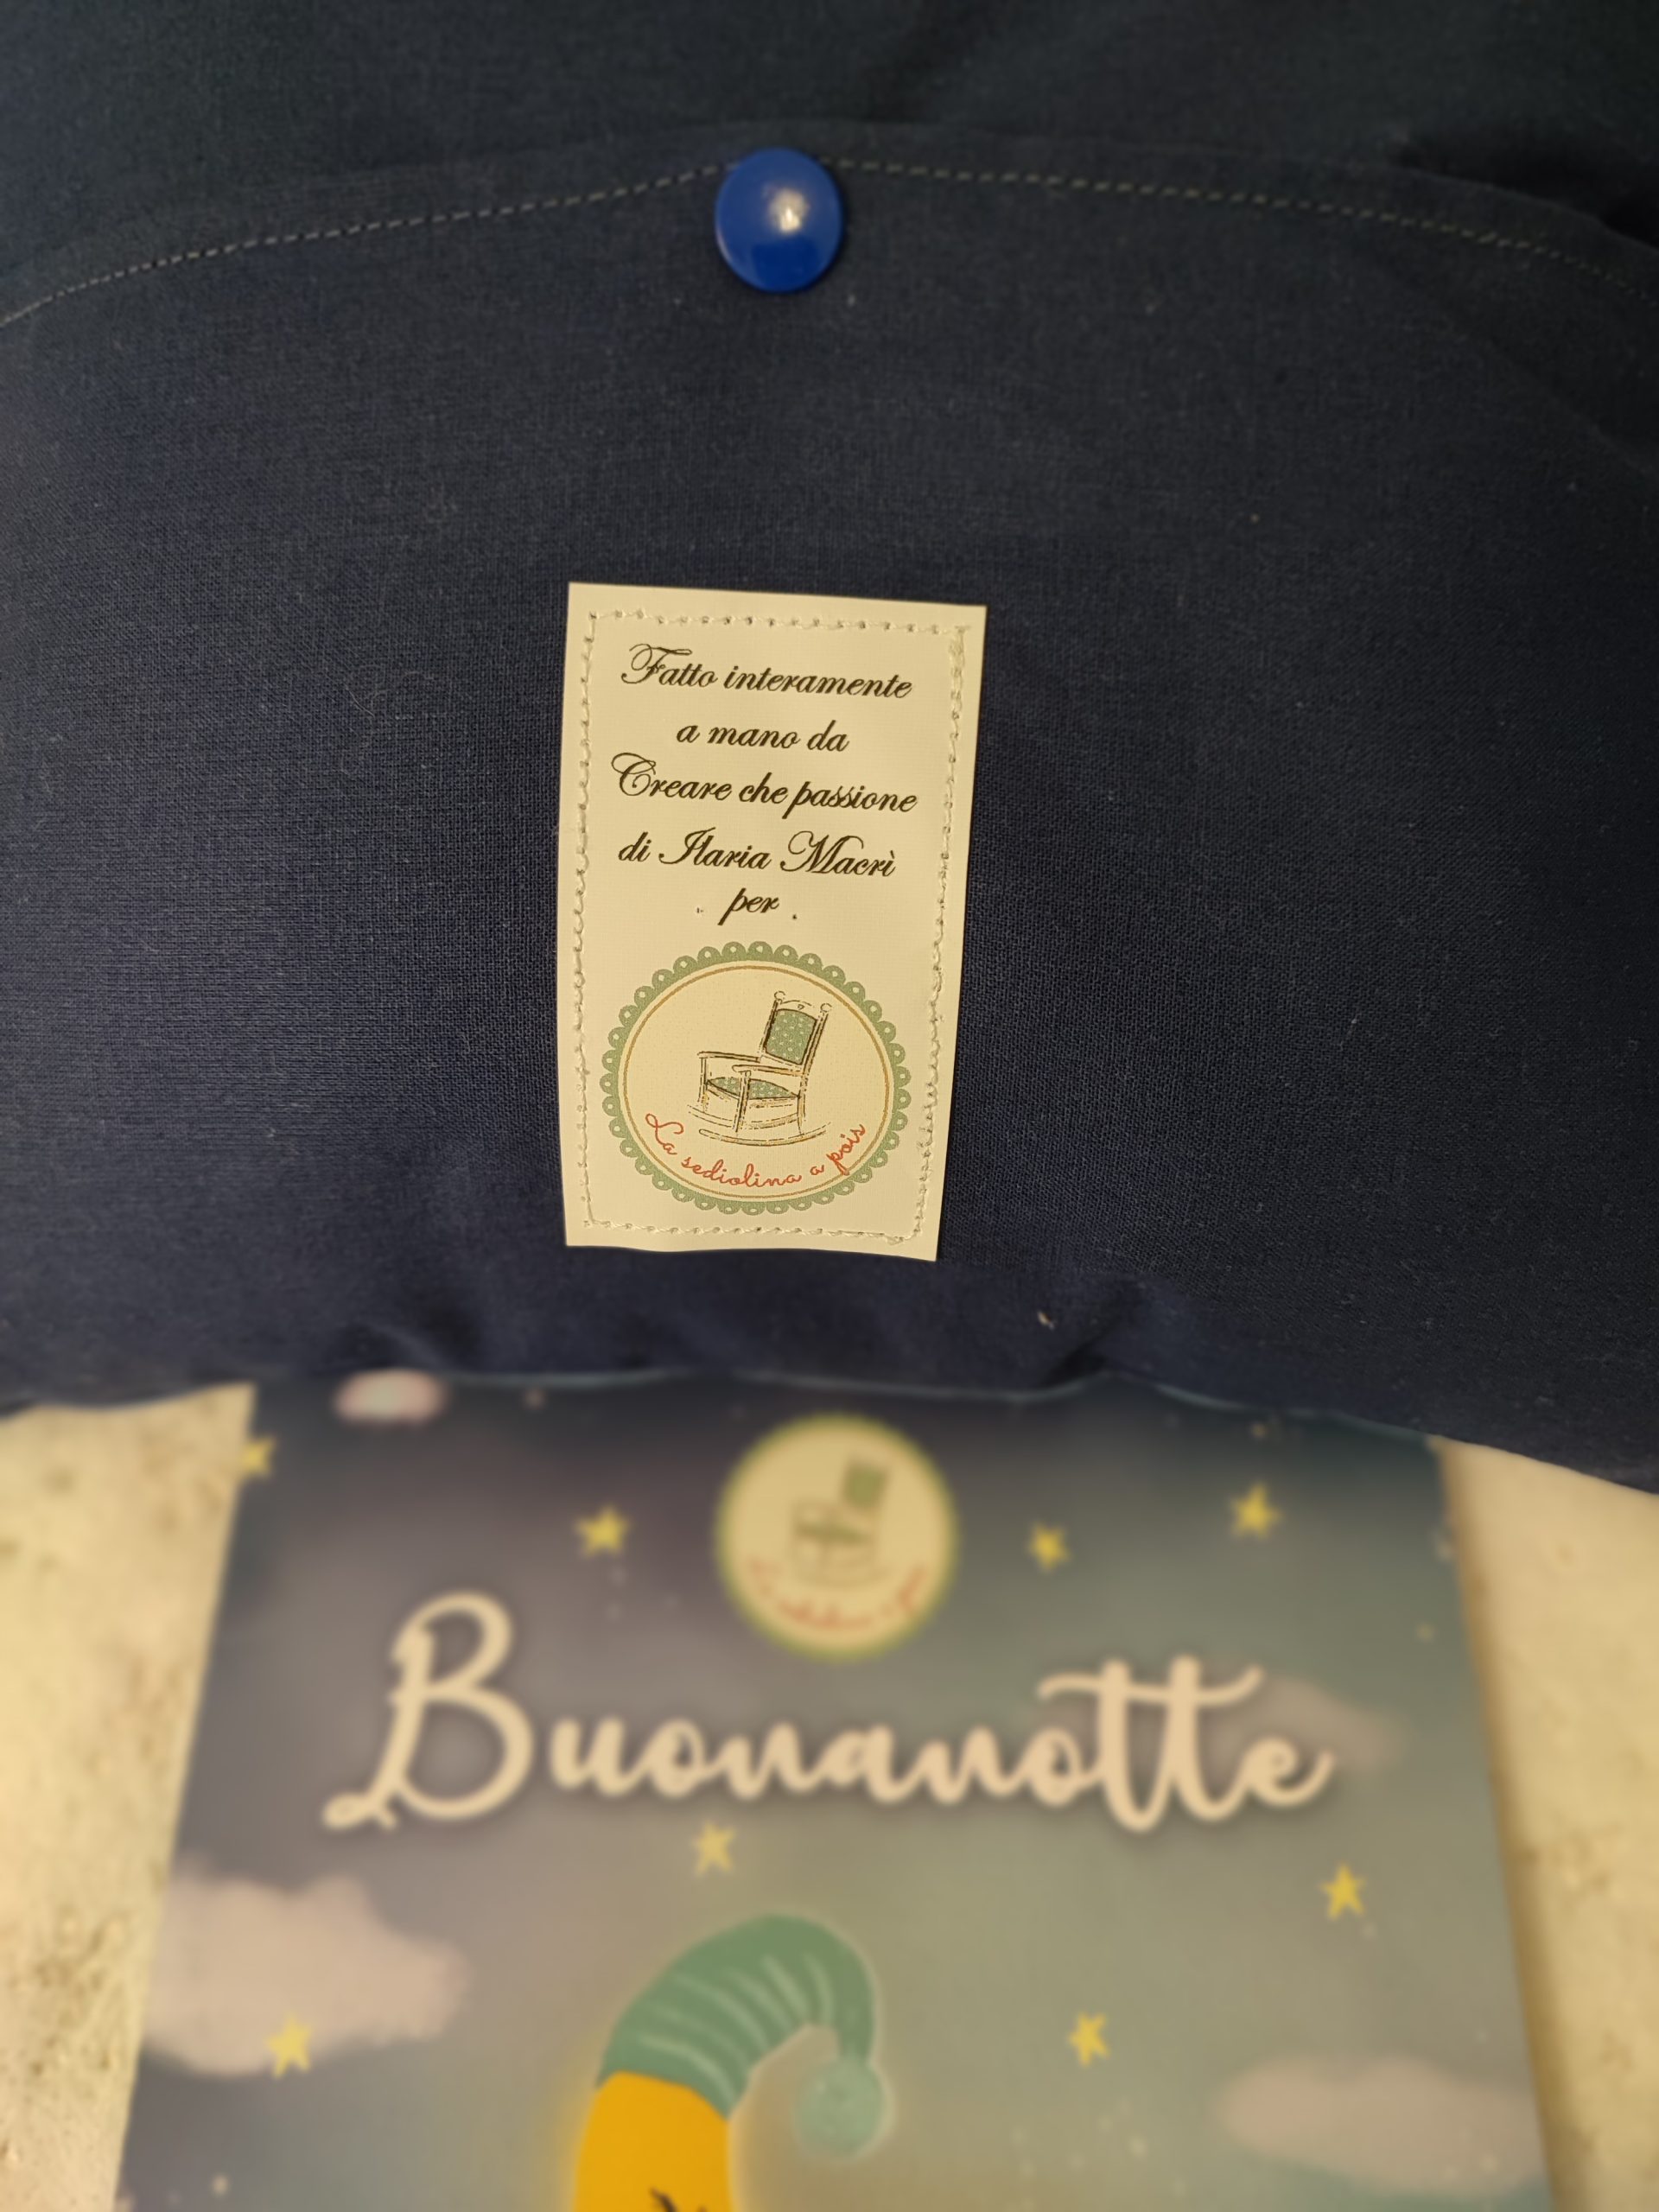 Fatto interamente
a mano da
Creare che passione
di Ilaria Macrì
per
La sediolina a pois
Buonanotte